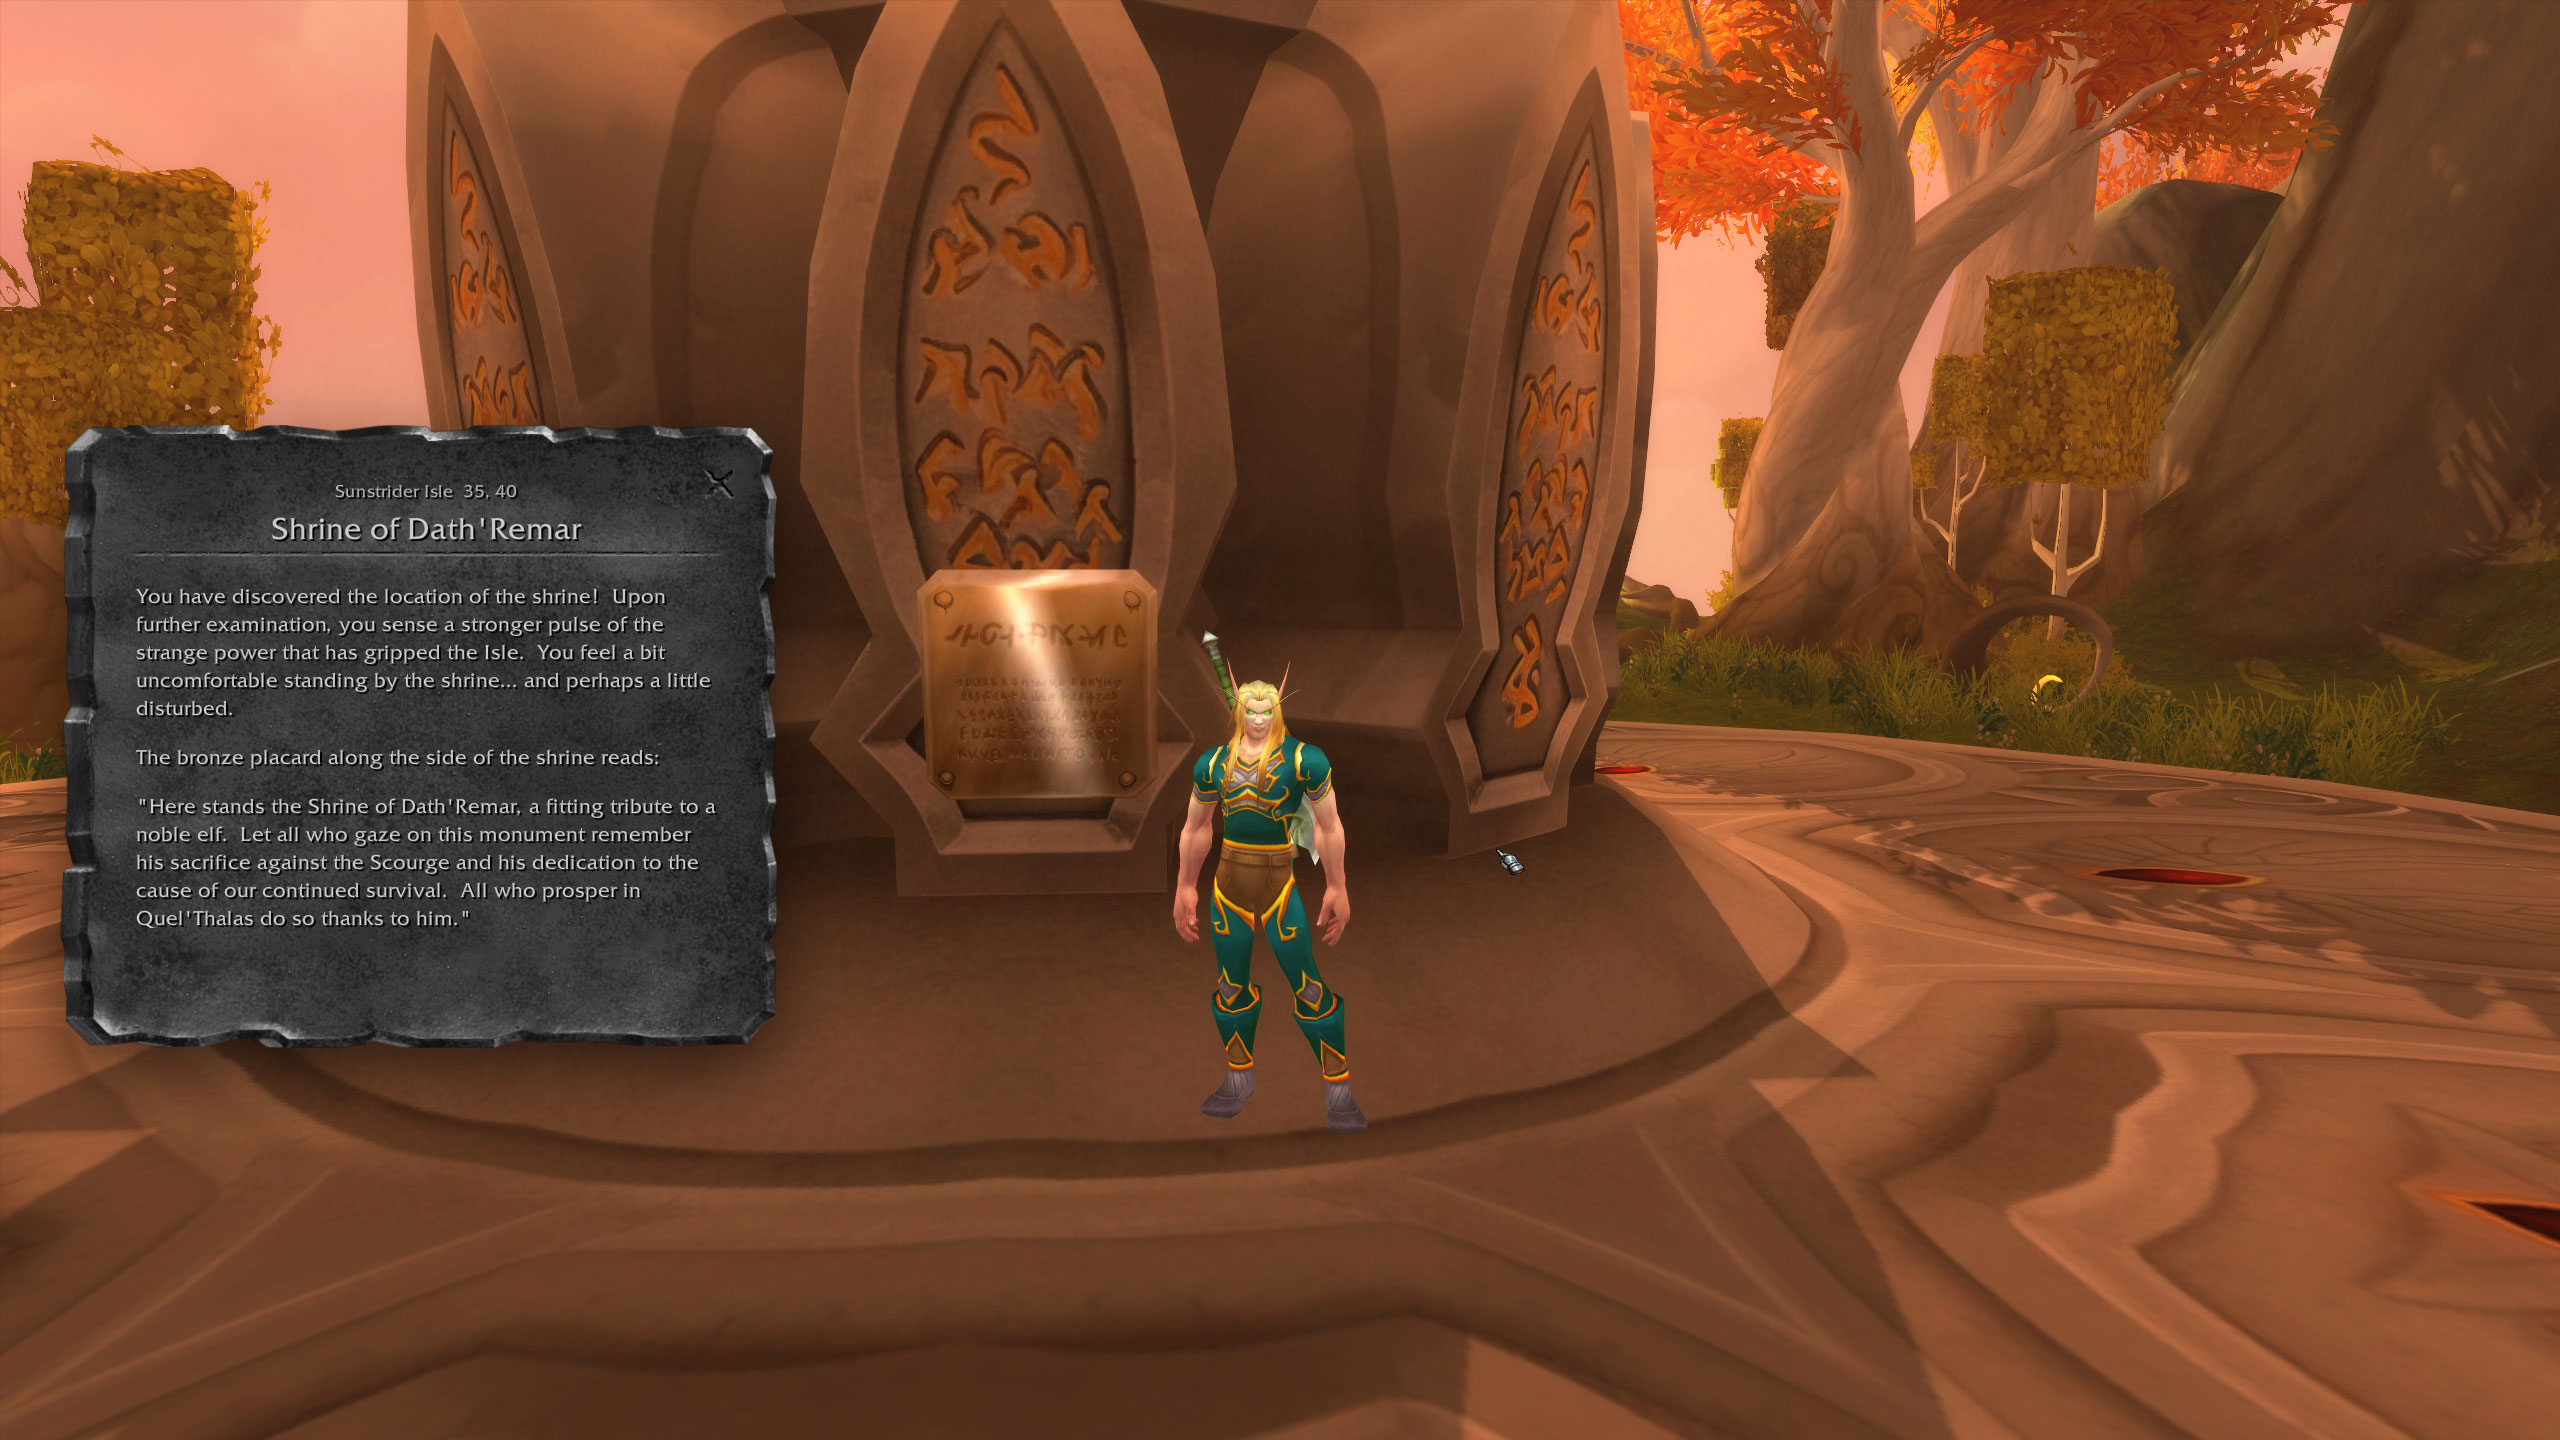 Sunstrider Isle 35, 40
Shrine of Dath'Remar
You have discovered the location of the shrine! Upon
further examination, you sense a stronger pulse of the
strange power that has gripped the Isle. You feel a bit
uncomfortable standing by the shrine... and perhaps a little
disturbed.
The bronze placard along the side of the shrine reads:
"Here stands the Shrine of Dath'Remar, a fitting tribute to a
noble elf. Let all who gaze on this monument remember
his sacrifice against the Scourge and his dedication to the
cause of our continued survival. All who prosper in
Quel'Thalas do so thanks to him."